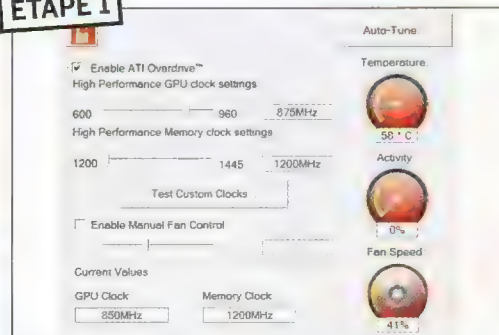 ETAPE 1
Auto-Tune
Enable ATI Overdrive™
High Performance GPU clock settings
600 960 875MHz
High Performance Memory clock settings
1200 1445 1200MHz
Test Custom Clocks
Enable Manual Fan Control
Current Values
GPU Clock Memory Clock
850MHz 1200MHz
Temperature
58 ° C
Activity
0%
Fan Speed
41%